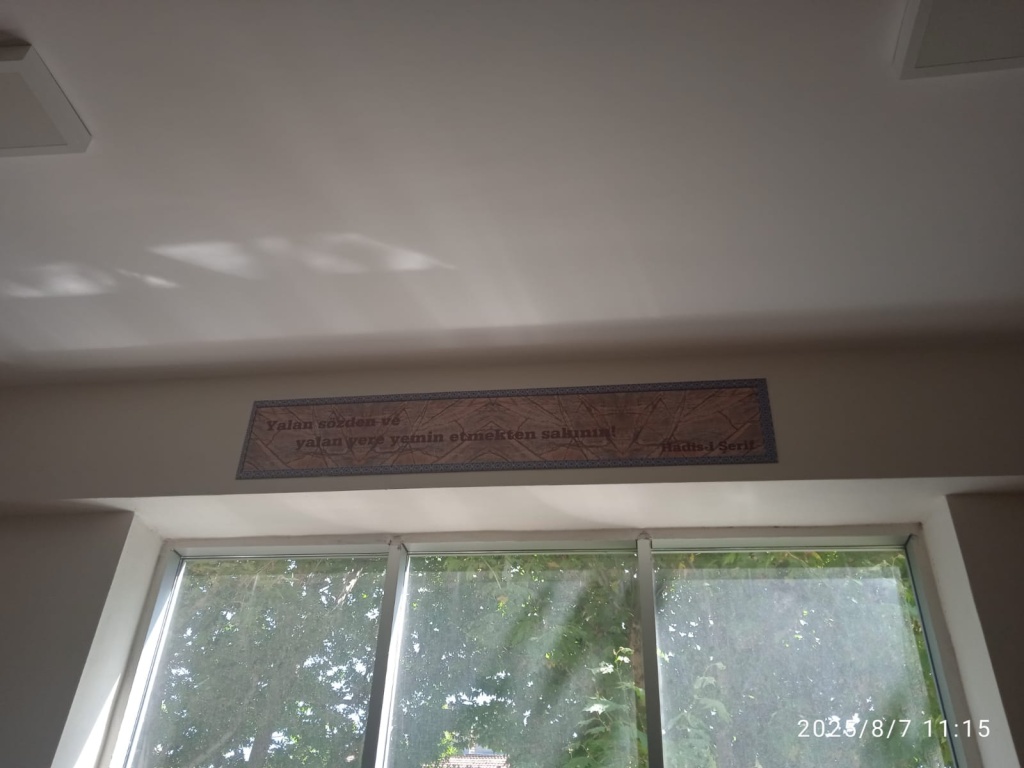 Yalan sözden ve
yalan yere yemin etmekten sakının!
Hadis-i Şerif
2025/8/7 11:15